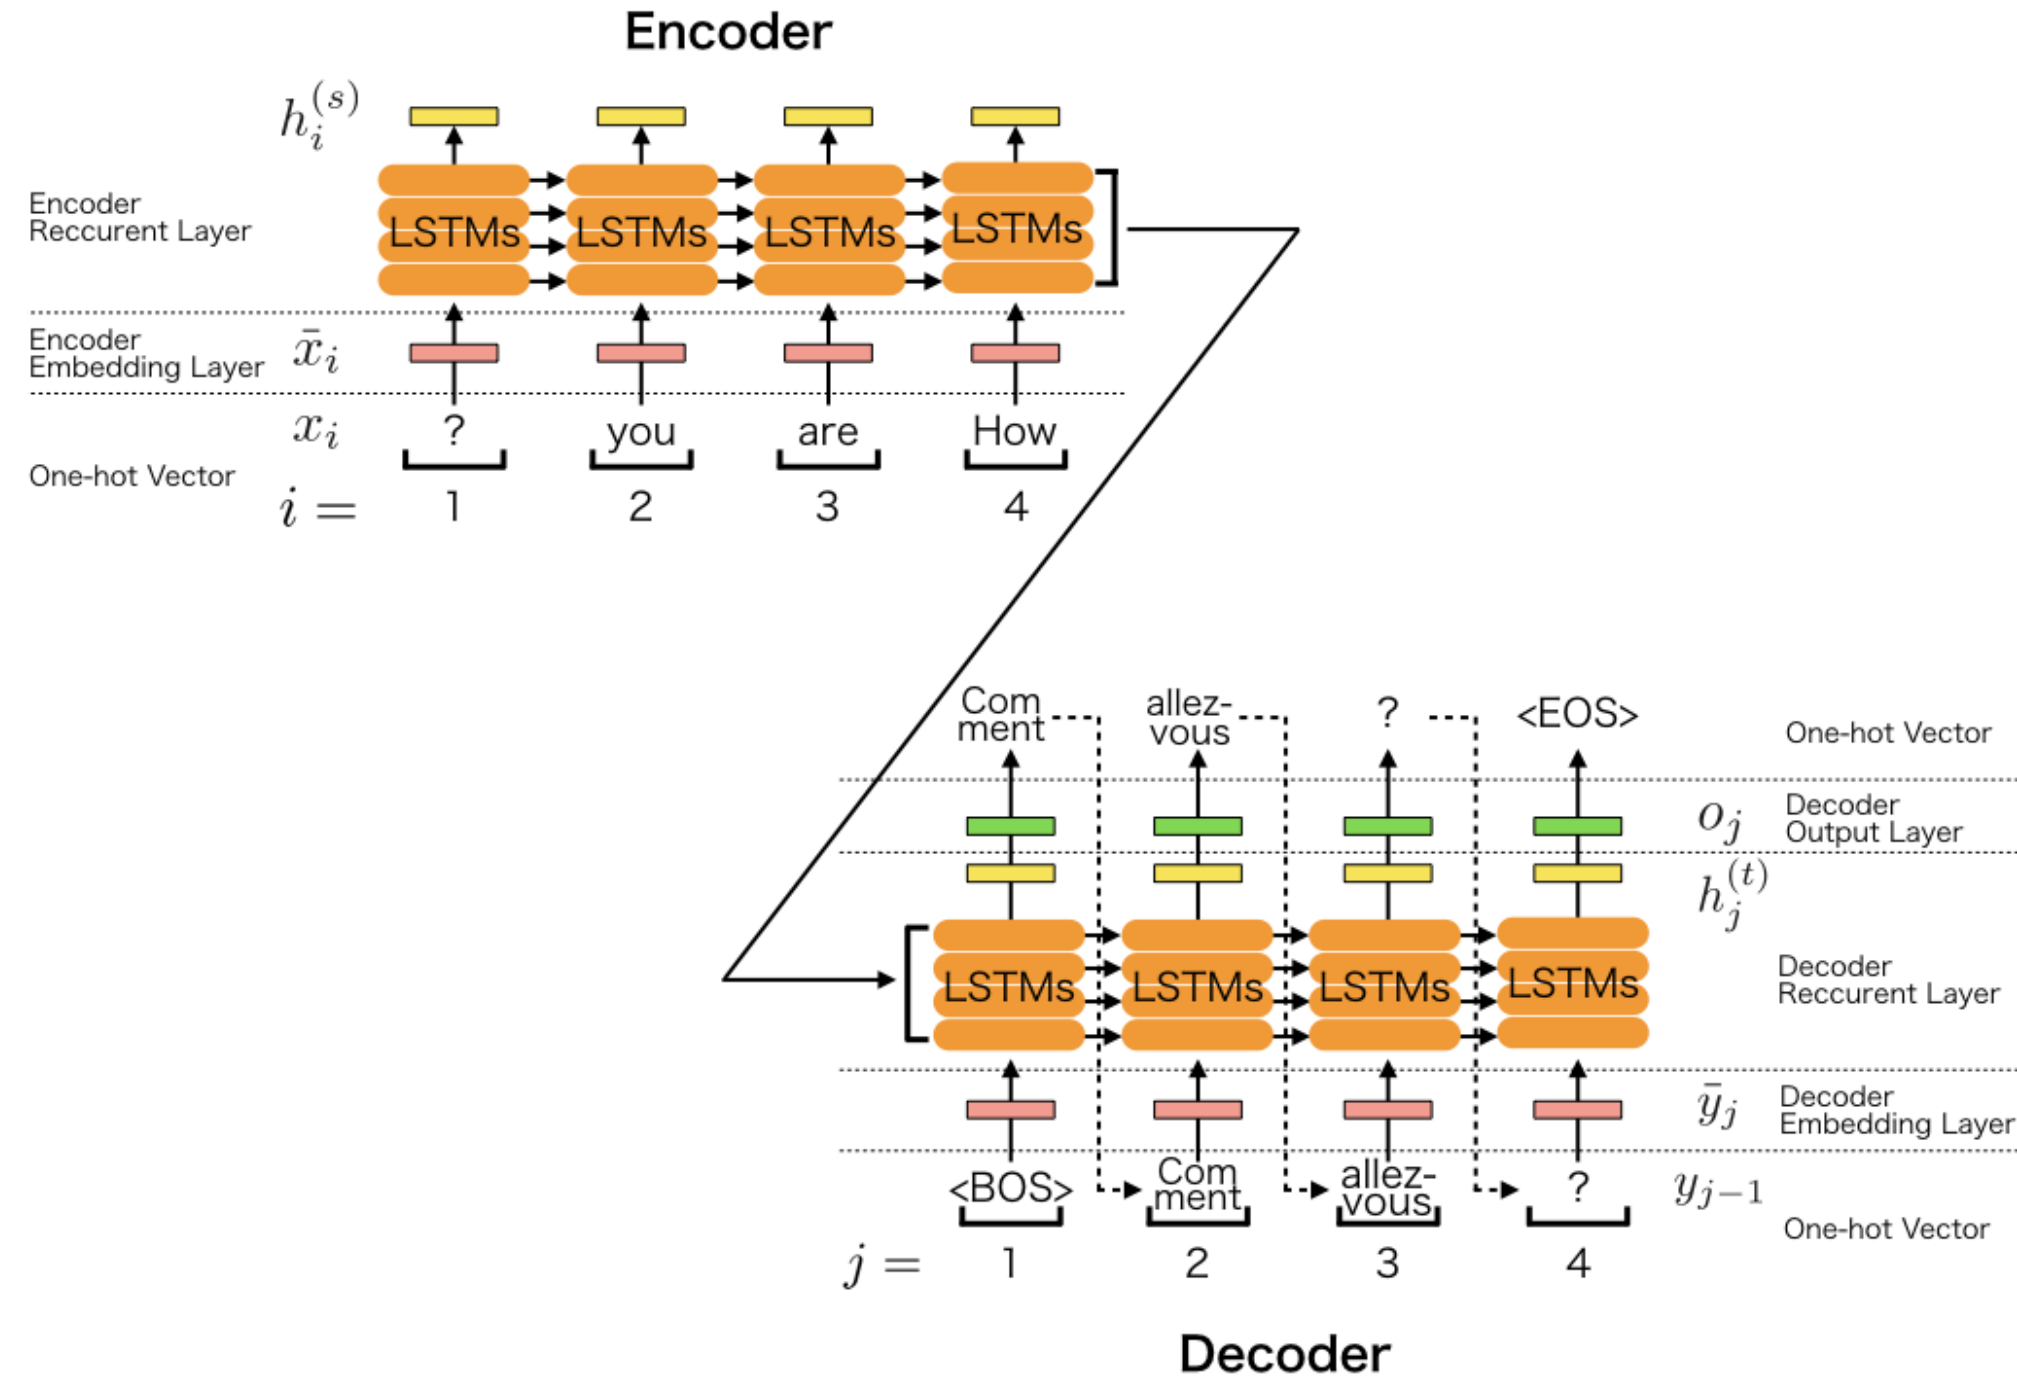 Encoder
h_i^{(s)}
Encoder
Reccurent Layer
LSTMs LSTMs LSTMs LSTMs
Encoder
Embedding Layer
x̄_i
x_i ? you are How
One-hot Vector
i = 1 2 3 4
Com
ment
allez-
vous
?
<EOS>
One-hot Vector
o_j
Decoder
Output Layer
h_j^{(t)}
LSTMs LSTMs LSTMs LSTMs
Decoder
Reccurent Layer
ȳ_j
Decoder
Embedding Layer
<BOS>
Com
ment
allez-
vous
?
y_{j-1}
One-hot Vector
j = 1 2 3 4
Decoder